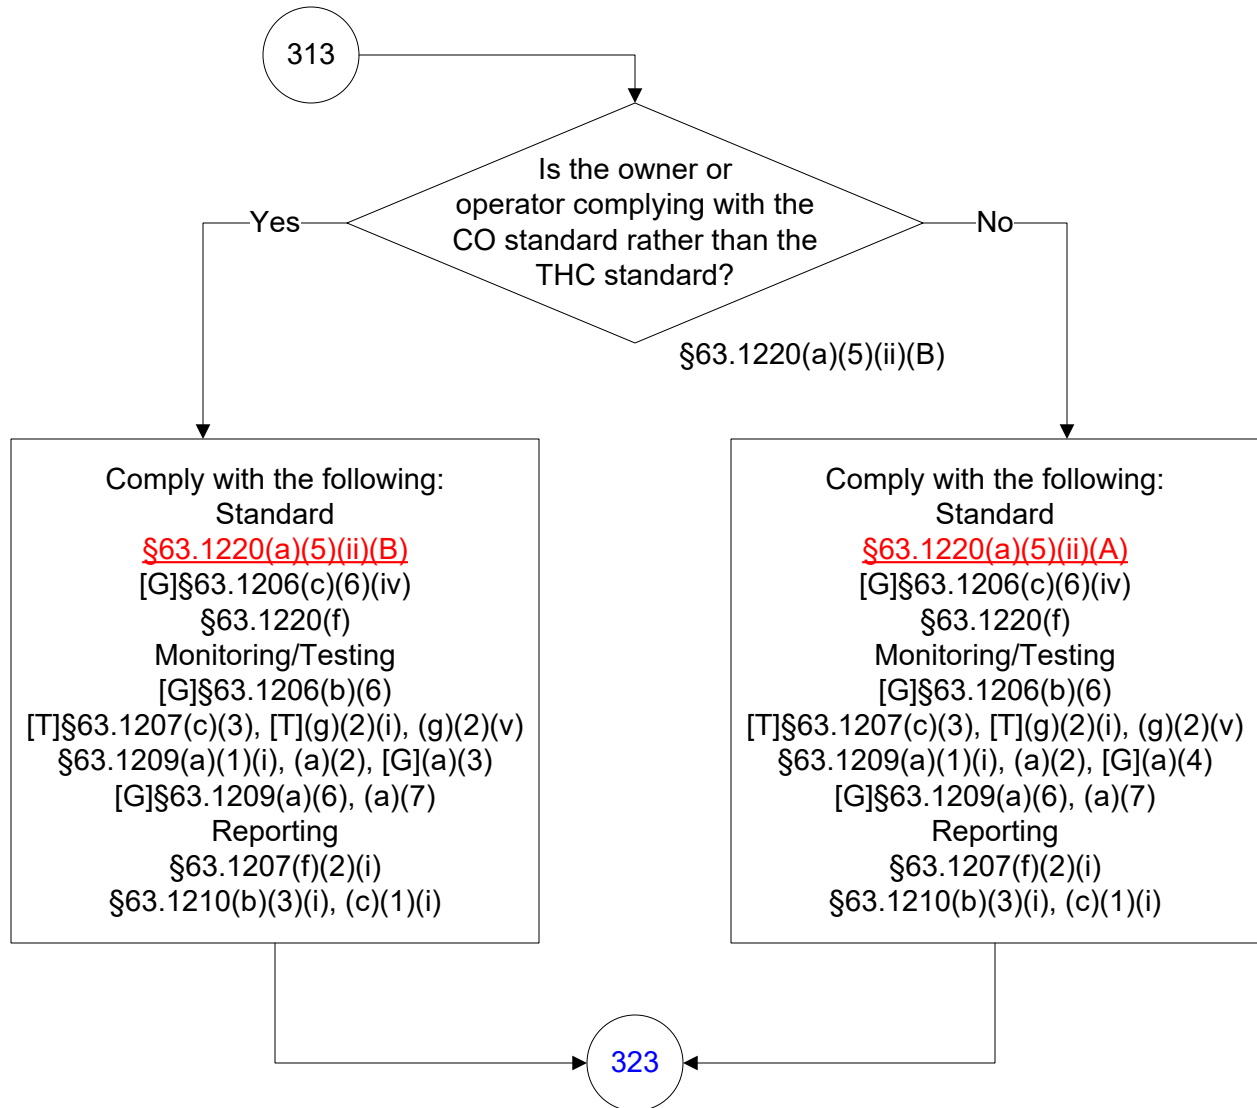 313
Is the owner or
operator complying with the
CO standard rather than the
THC standard?
Yes
No
§63.1220(a)(5)(ii)(B)
Comply with the following:
Standard
§63.1220(a)(5)(ii)(B)
[G]§63.1206(c)(6)(iv)
§63.1220(f)
Monitoring/Testing
[G]§63.1206(b)(6)
[T]§63.1207(c)(3), [T](g)(2)(i), (g)(2)(v)
§63.1209(a)(1)(i), (a)(2), [G](a)(3)
[G]§63.1209(a)(6), (a)(7)
Reporting
§63.1207(f)(2)(i)
§63.1210(b)(3)(i), (c)(1)(i)
Comply with the following:
Standard
§63.1220(a)(5)(ii)(A)
[G]§63.1206(c)(6)(iv)
§63.1220(f)
Monitoring/Testing
[G]§63.1206(b)(6)
[T]§63.1207(c)(3), [T](g)(2)(i), (g)(2)(v)
§63.1209(a)(1)(i), (a)(2), [G](a)(4)
[G]§63.1209(a)(6), (a)(7)
Reporting
§63.1207(f)(2)(i)
§63.1210(b)(3)(i), (c)(1)(i)
323